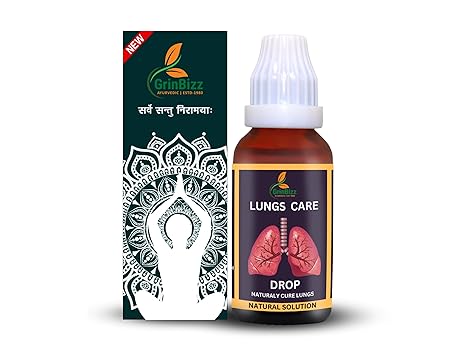 NEW
GrinBizz
AYURVEDIC | ESTD-1980
सर्वे सन्तु निरामयाः
GrinBizz
LUNGS CARE
DROP
NATURALY CURE LUNGS
NATURAL SOLUTION